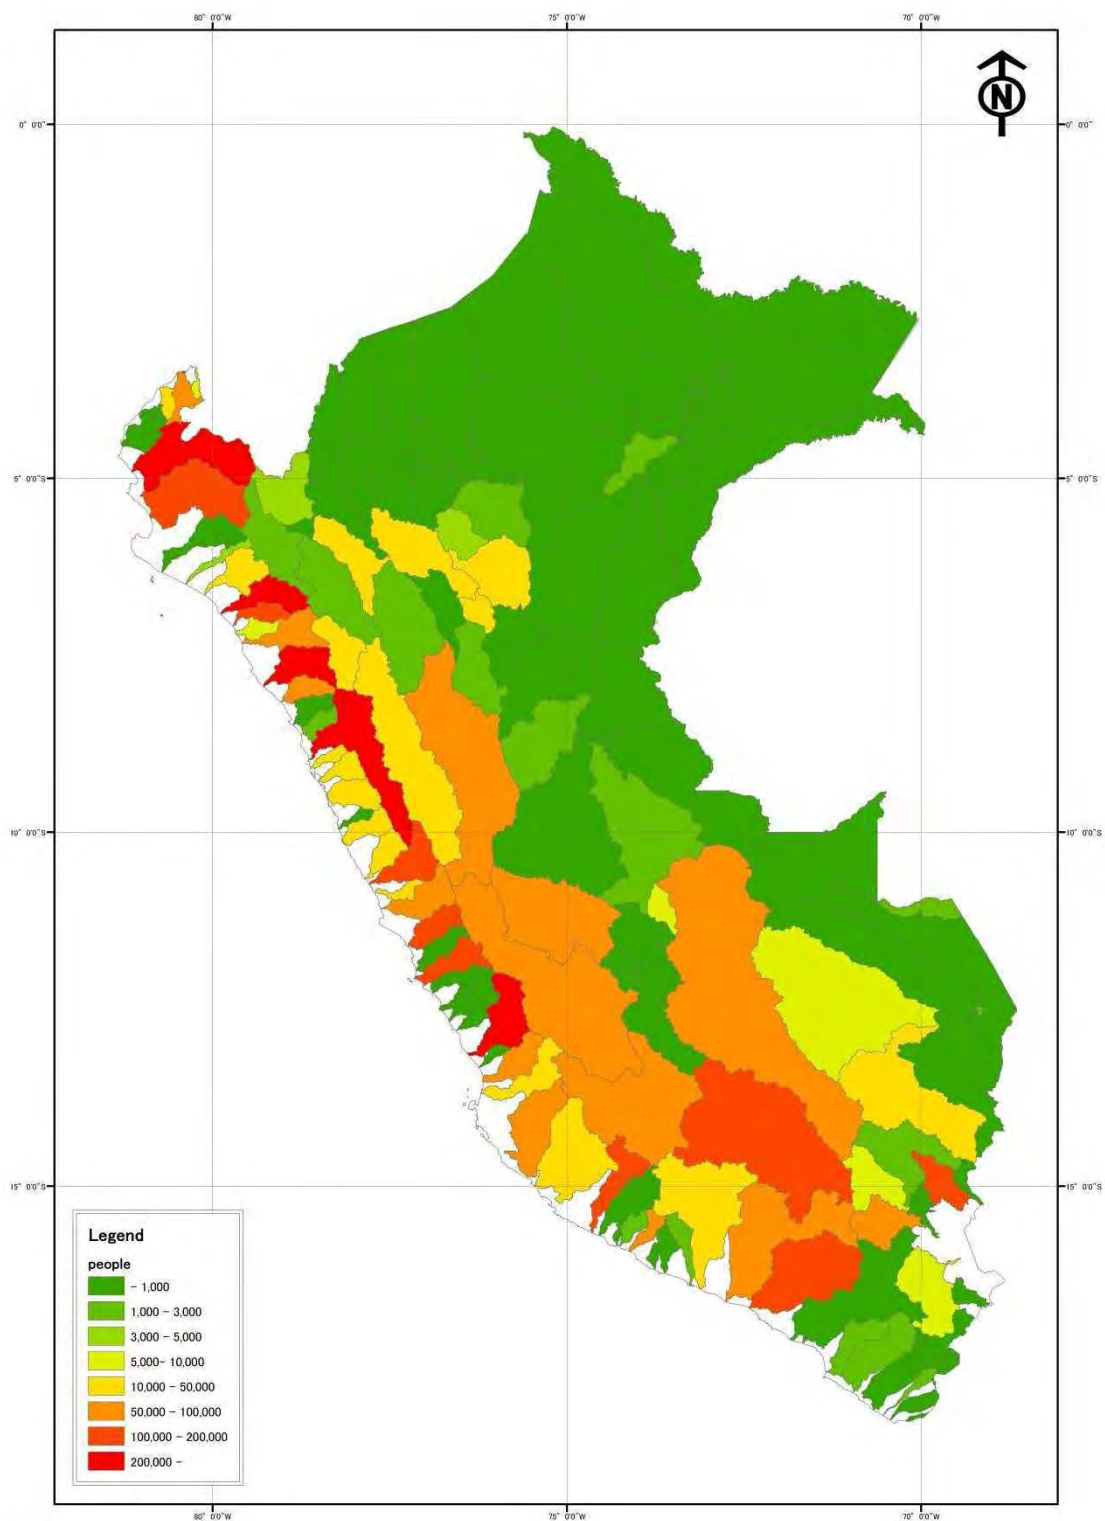 80° 0'0"W 75° 0'0"W 70° 0'0"W
N
0° 0'0" 0° 0'0"
5° 0'0"S 5° 0'0"S
10° 0'0"S 10° 0'0"S
15° 0'0"S 15° 0'0"S
Legend
people
- 1,000
1,000 - 3,000
3,000 - 5,000
5,000- 10,000
10,000 - 50,000
50,000 - 100,000
100,000 - 200,000
200,000 -
80° 0'0"W 75° 0'0"W 70° 0'0"W